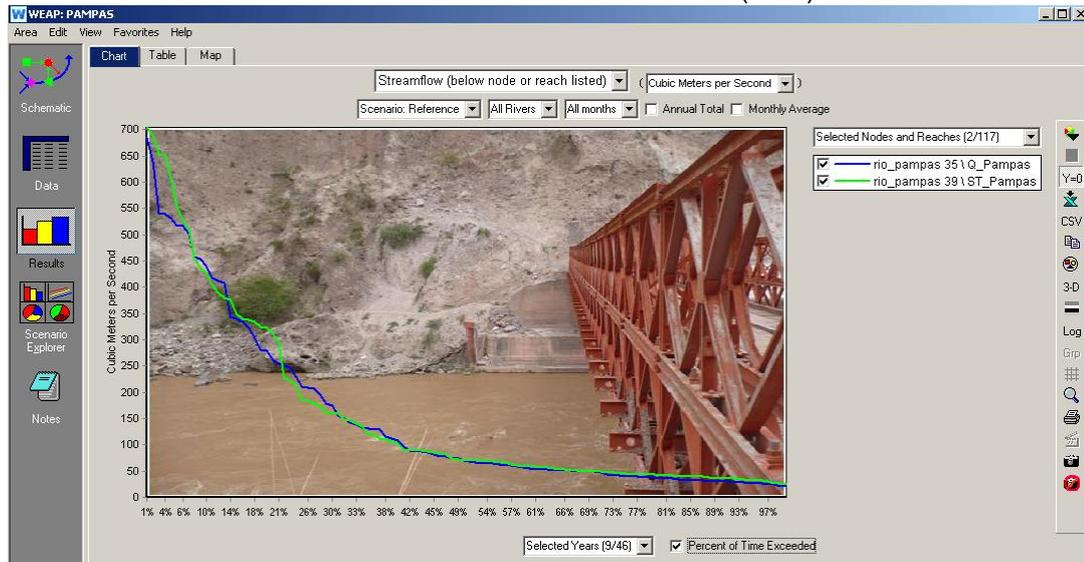 WEAP: PAMPAS
Area Edit View Favorites Help
Chart Table Map
Schematic
Data
Results
Scenario
Explorer
Notes
Streamflow (below node or reach listed) ( Cubic Meters per Second )
Scenario: Reference All Rivers All months Annual Total Monthly Average
Selected Nodes and Reaches (2/117)
rio_pampas 35 \ Q_Pampas
rio_pampas 39 \ ST_Pampas
Cubic Meters per Second
700
650
600
550
500
450
400
350
300
250
200
150
100
50
0
1% 4% 6% 10% 14% 18% 21% 26% 30% 33% 38% 42% 45% 49% 54% 57% 61% 66% 69% 73% 77% 81% 85% 89% 93% 97%
Selected Years (9/46) Percent of Time Exceeded
Y=0
CSV
3-D
Log
Grp